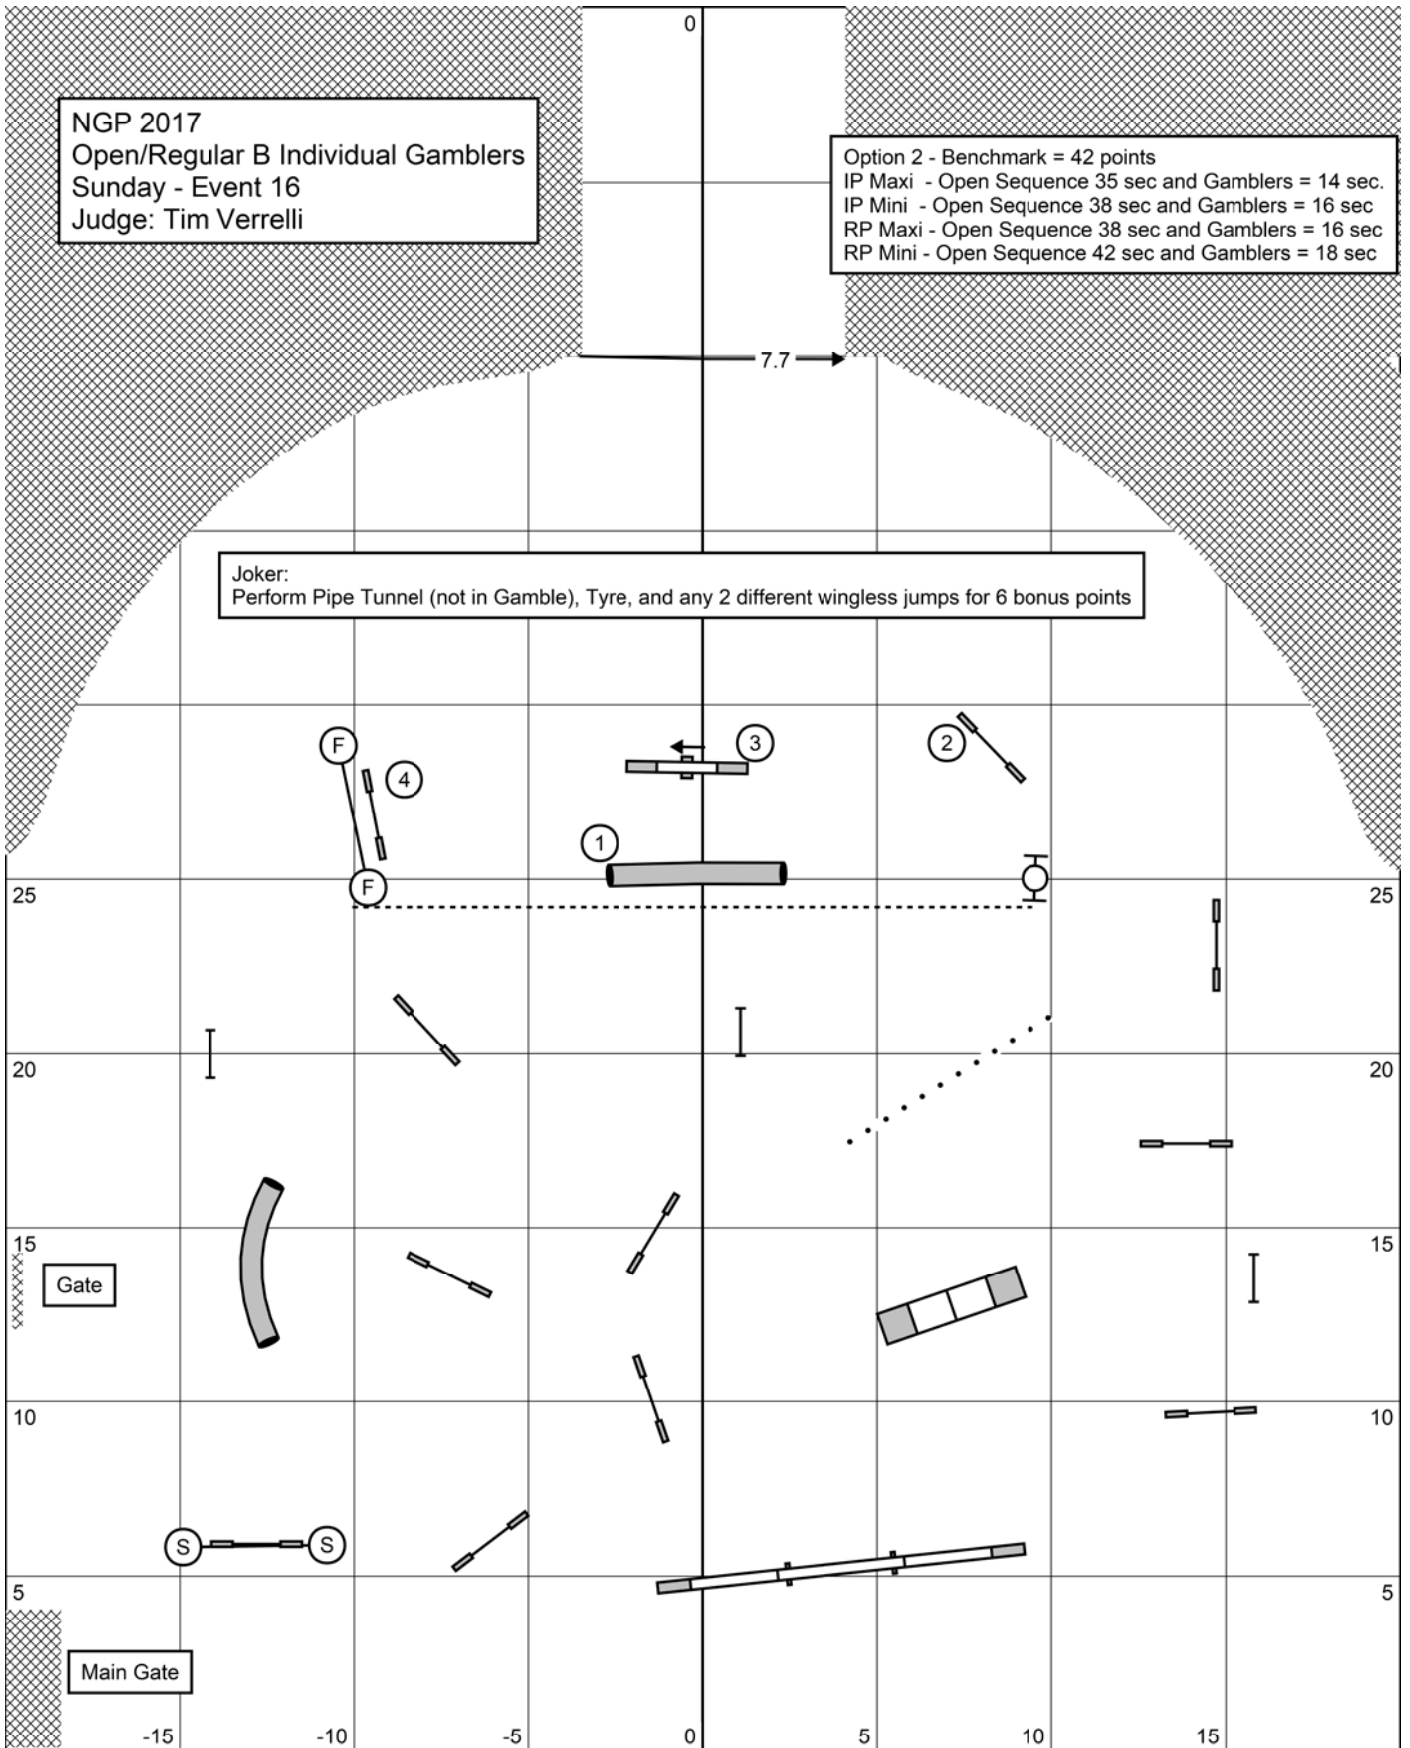 0
NGP 2017
Open/Regular B Individual Gamblers
Sunday - Event 16
Judge: Tim Verrelli
Option 2 - Benchmark = 42 points
IP Maxi - Open Sequence 35 sec and Gamblers = 14 sec.
IP Mini - Open Sequence 38 sec and Gamblers = 16 sec
RP Maxi - Open Sequence 38 sec and Gamblers = 16 sec
RP Mini - Open Sequence 42 sec and Gamblers = 18 sec
7.7
Joker:
Perform Pipe Tunnel (not in Gamble), Tyre, and any 2 different wingless jumps for 6 bonus points
F
3
2
4
1
F
25
25
20
20
15
Gate
10
10
S
S
5
5
Main Gate
-15
-10
-5
0
5
10
15